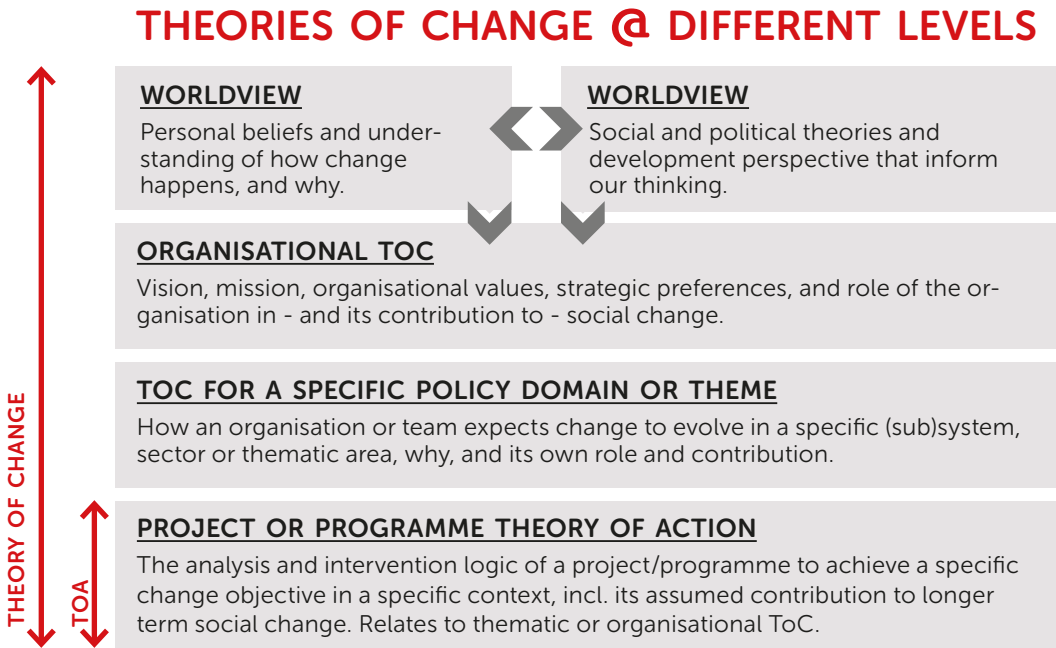 THEORIES OF CHANGE @ DIFFERENT LEVELS
WORLDVIEW
Personal beliefs and under-
standing of how change
happens, and why.
WORLDVIEW
Social and political theories and
development perspective that inform
our thinking.
ORGANISATIONAL TOC
Vision, mission, organisational values, strategic preferences, and role of the or-
ganisation in - and its contribution to - social change.
TOC FOR A SPECIFIC POLICY DOMAIN OR THEME
How an organisation or team expects change to evolve in a specific (sub)system,
sector or thematic area, why, and its own role and contribution.
PROJECT OR PROGRAMME THEORY OF ACTION
The analysis and intervention logic of a project/programme to achieve a specific
change objective in a specific context, incl. its assumed contribution to longer
term social change. Relates to thematic or organisational ToC.
THEORY OF CHANGE
TOA